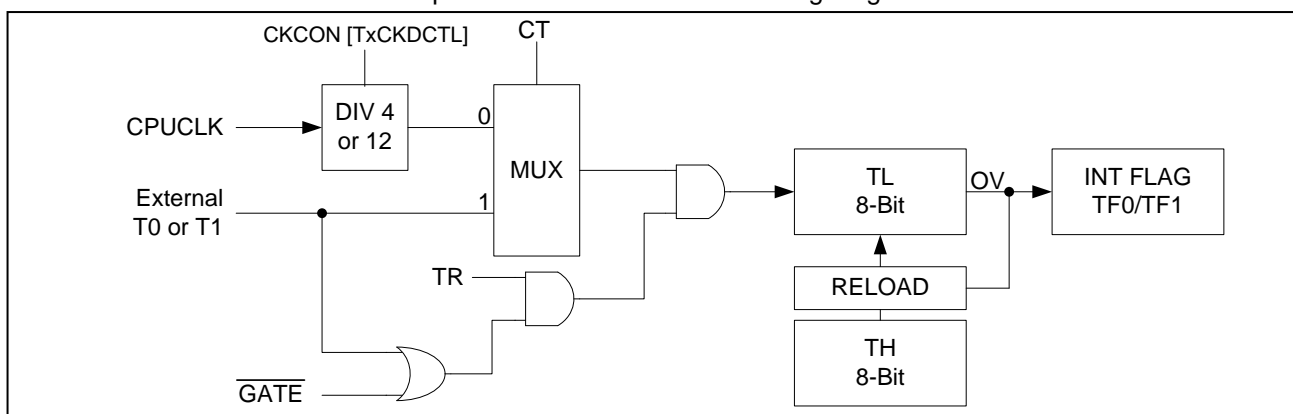 CKCON [TxCKDCTL]
CT
CPUCLK
DIV 4
or 12
0
MUX
External
T0 or T1
1
TR
GATE
TL
8-Bit
OV
INT FLAG
TF0/TF1
RELOAD
TH
8-Bit